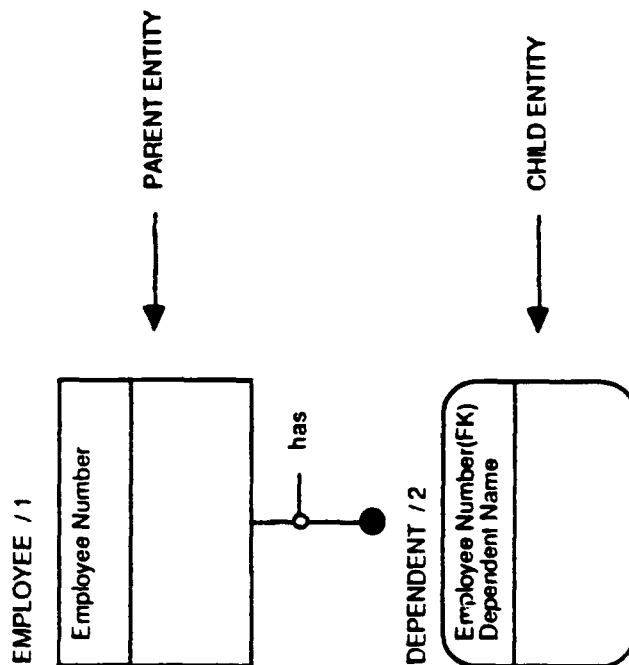 EMPLOYEE / 1
Employee Number
PARENT ENTITY
has
DEPENDENT / 2
Employee Number(FK)
Dependent Name
CHILD ENTITY